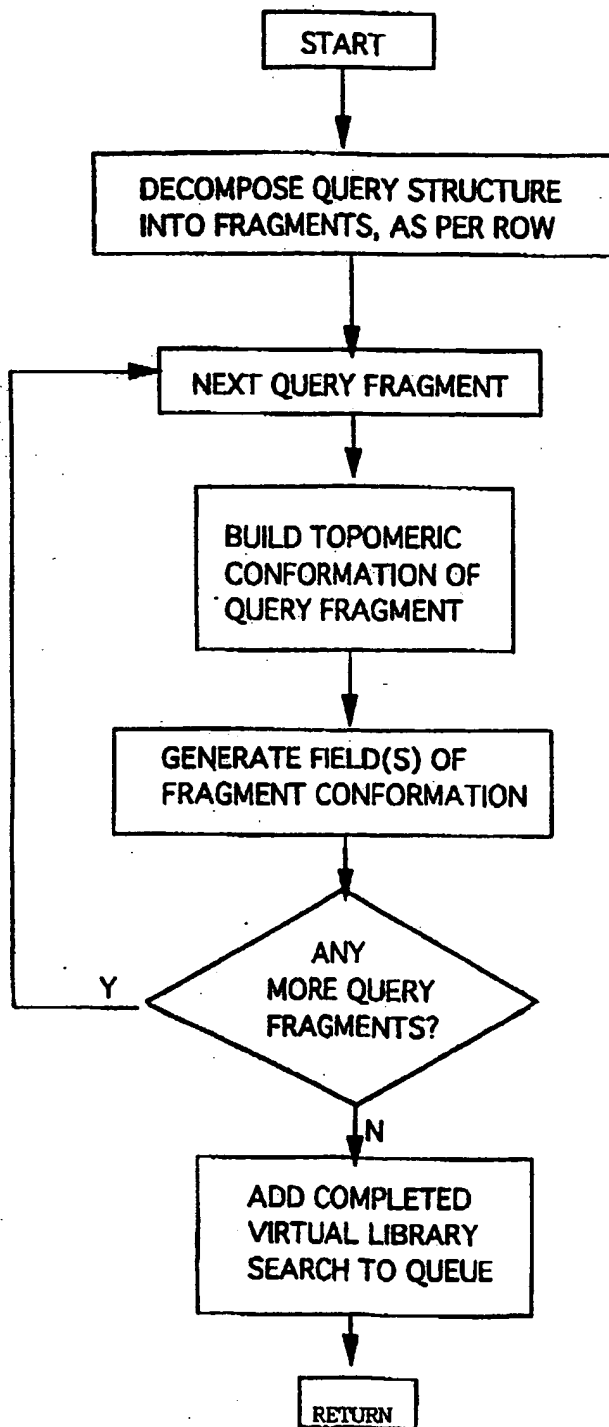 START
DECOMPOSE QUERY STRUCTURE
INTO FRAGMENTS, AS PER ROW
NEXT QUERY FRAGMENT
BUILD TOPOMERIC
CONFORMATION OF
QUERY FRAGMENT
GENERATE FIELD(S) OF
FRAGMENT CONFORMATION
ANY
MORE QUERY
FRAGMENTS?
Y
N
ADD COMPLETED
VIRTUAL LIBRARY
SEARCH TO QUEUE
RETURN